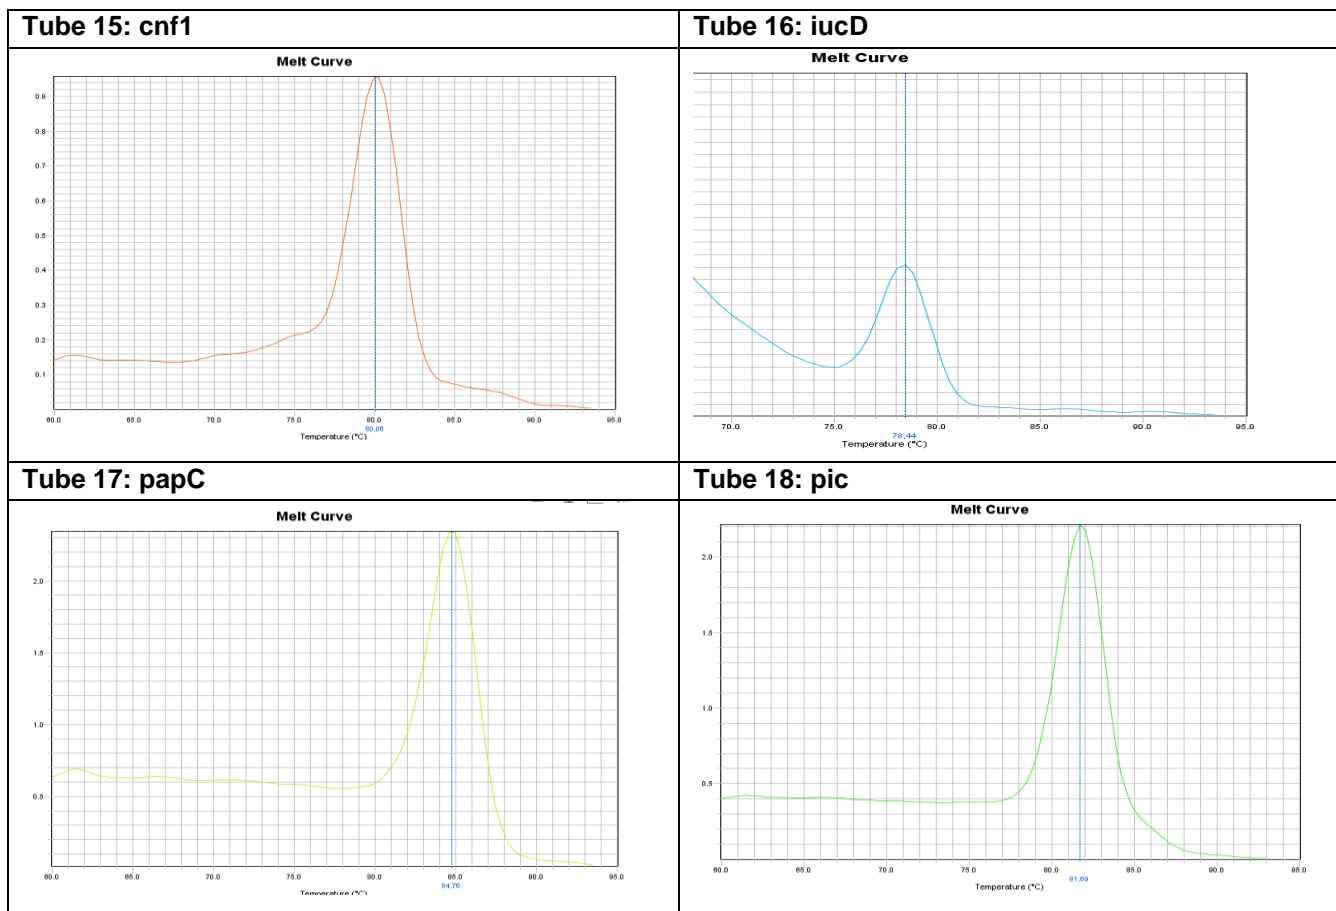 Tube 15: cnf1
Melt Curve
0.9
0.8
0.7
0.6
0.5
0.4
0.3
0.2
0.1
60.0 65.0 70.0 75.0 80.0 85.0 90.0 95.0
80,06
Temperature (°C)
Tube 16: iucD
Melt Curve
70.0 75.0 80.0 85.0 90.0 95.0
78,44
Temperature (°C)
Tube 17: papC
Melt Curve
2.0
1.5
1.0
0.5
60.0 65.0 70.0 75.0 80.0 85.0 90.0 95.0
84,76
Temperature (°C)
Tube 18: pic
Melt Curve
2.0
1.5
1.0
0.5
60.0 65.0 70.0 75.0 80.0 85.0 90.0 95.0
81,69
Temperature (°C)